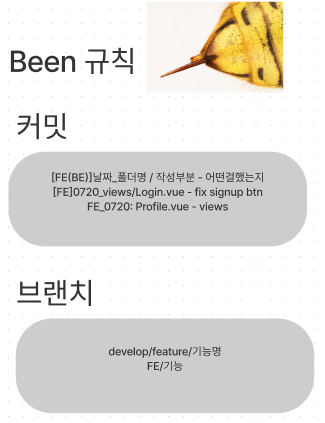 Been 규칙
커밋
[FE(BE)]날짜_폴더명 / 작성부분 - 어떤걸했는지
[FE]0720_views/Login.vue - fix signup btn
FE_0720: Profile.vue - views
브랜치
develop/feature/기능명
FE/기능